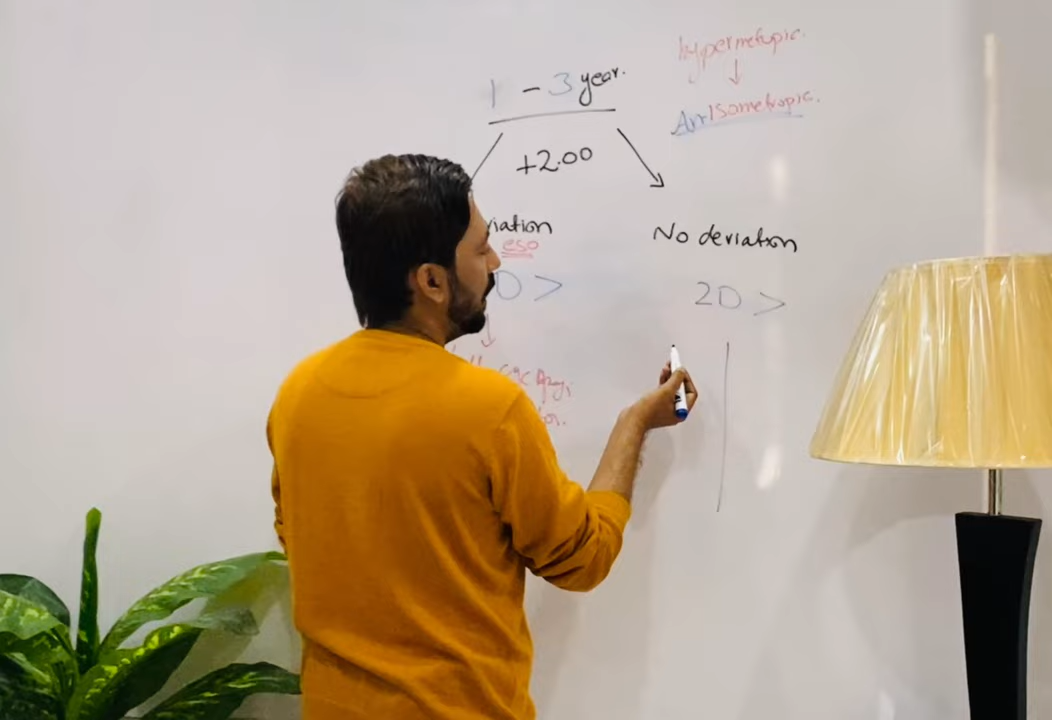 hypermetropic.
1 - 3 year.
Anisometropic.
+2.00
viation
No deviation
eso
D >
2D >